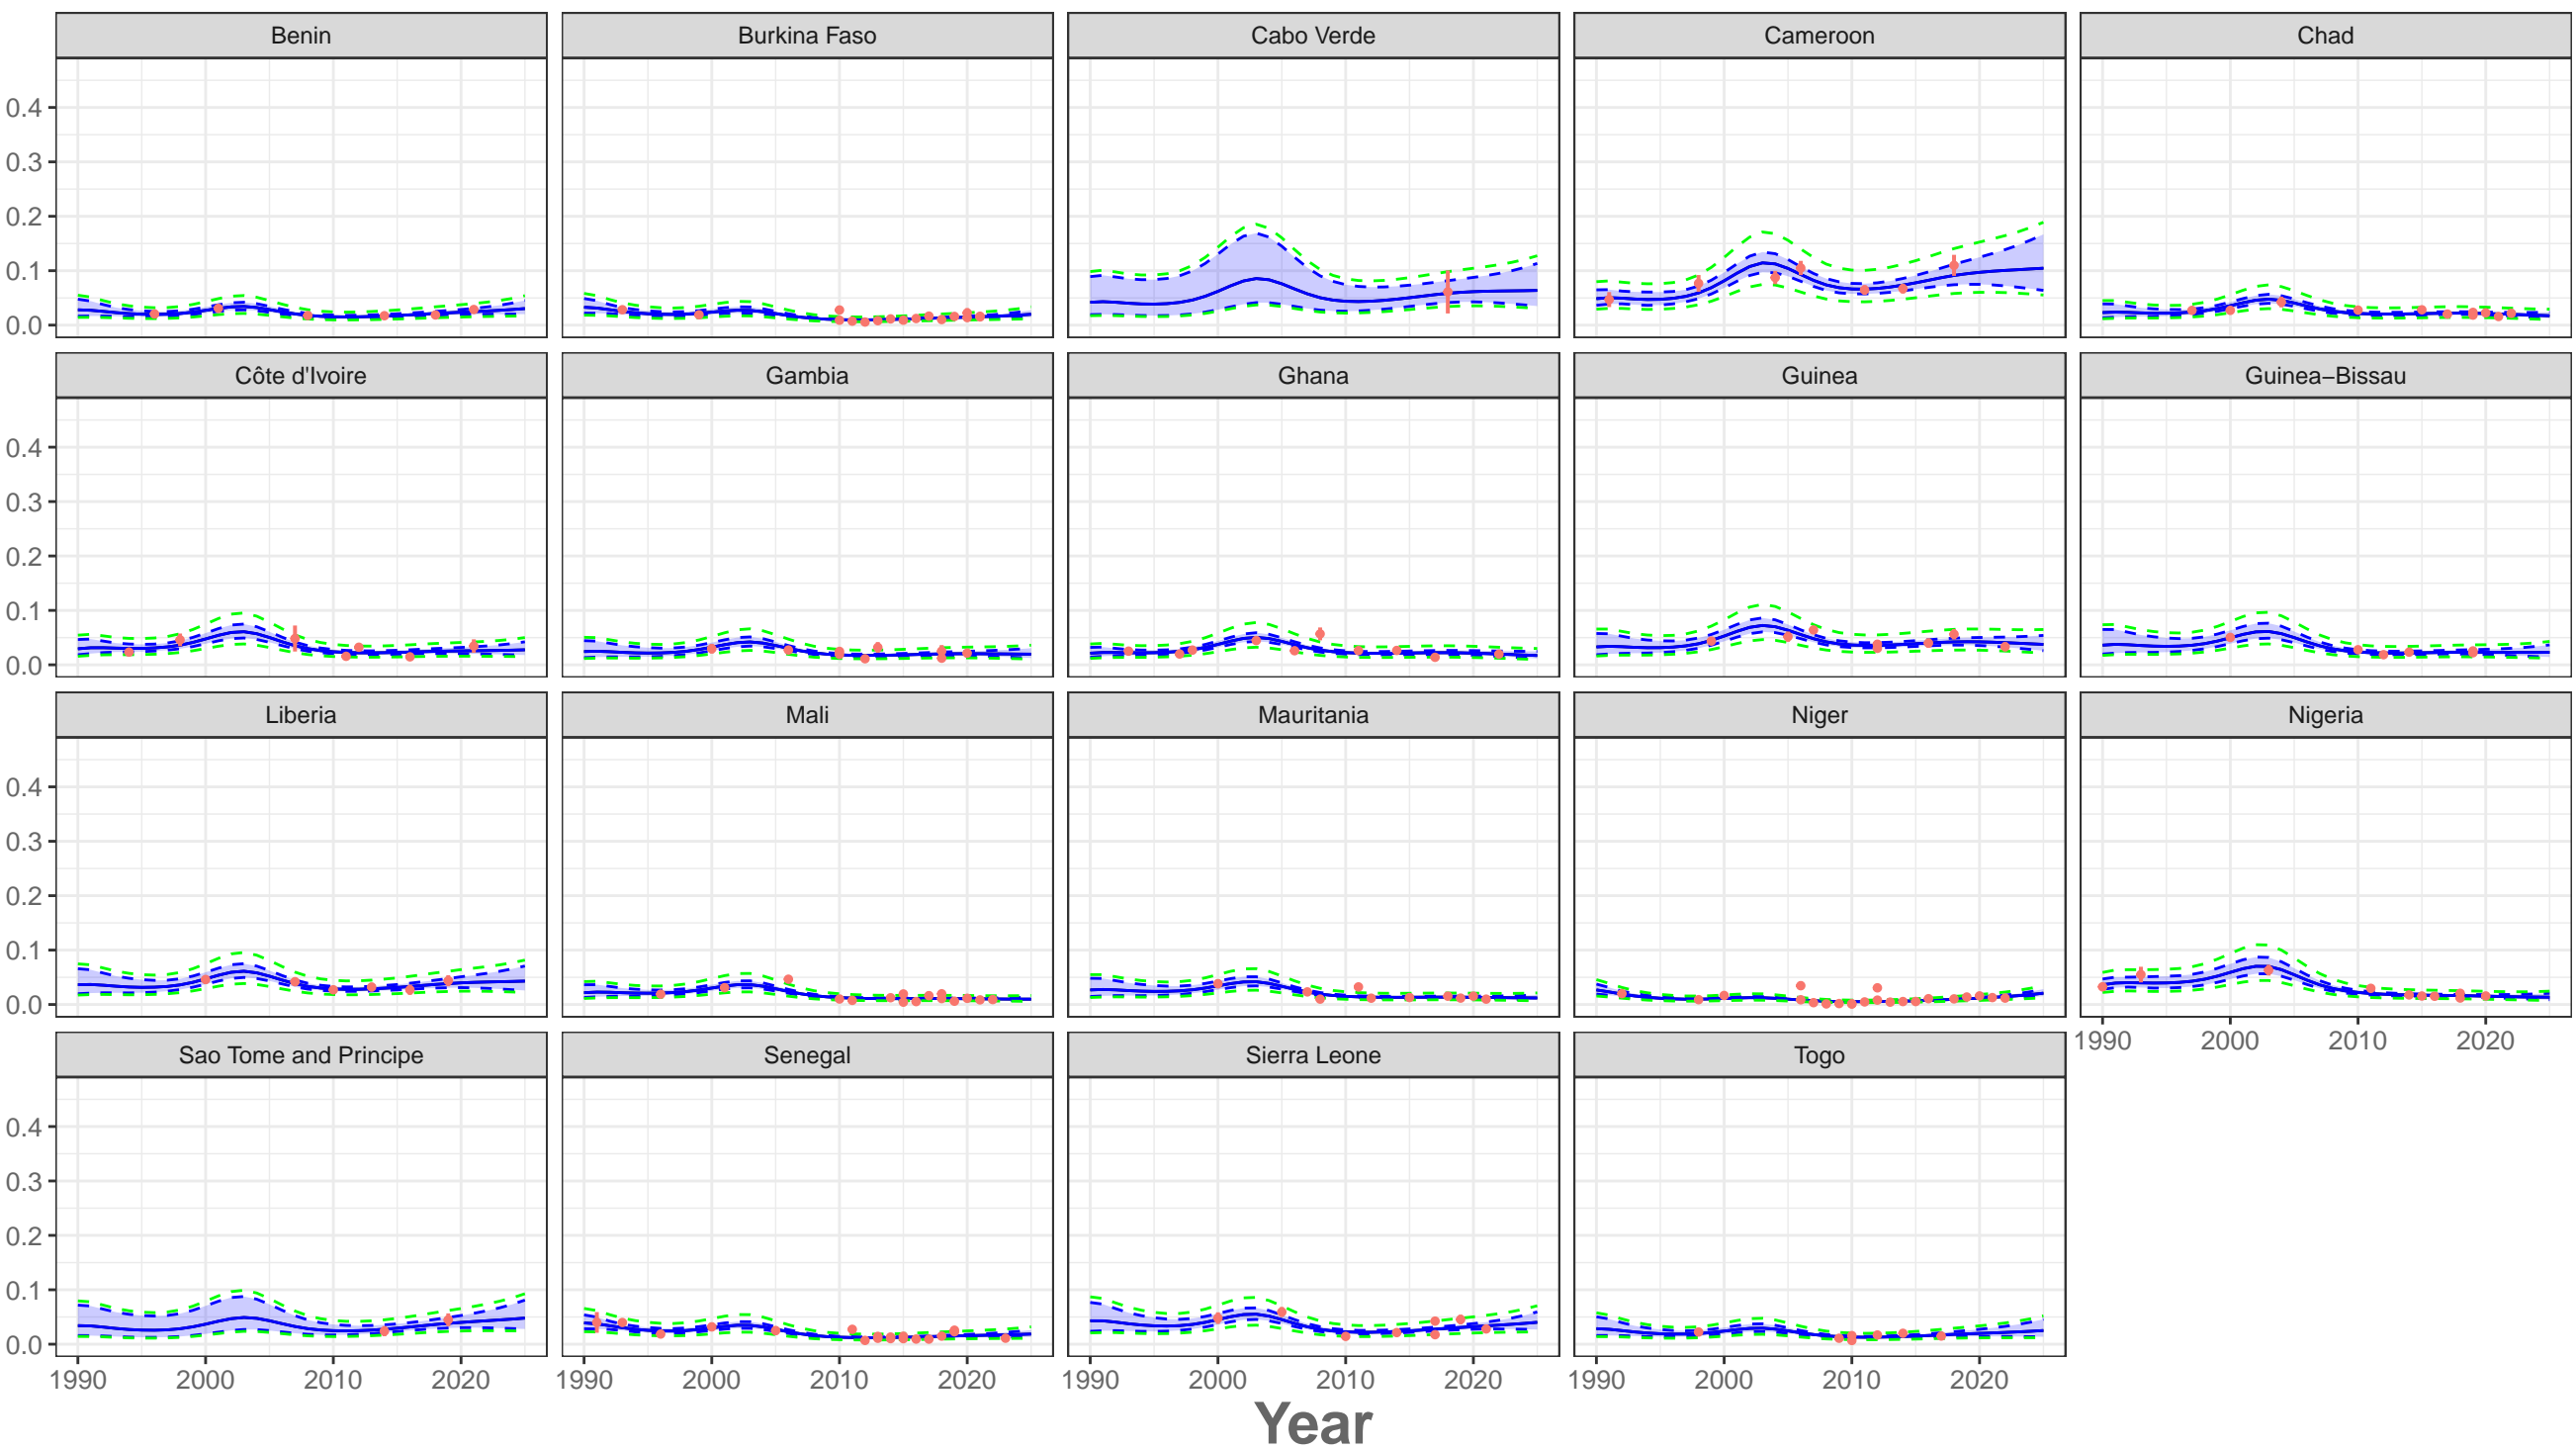 Benin Burkina Faso Cabo Verde Cameroon Chad
0.4
0.3
0.2
0.1
0.0
Côte d'Ivoire Gambia Ghana Guinea Guinea–Bissau
0.4
0.3
0.2
0.1
0.0
Liberia Mali Mauritania Niger Nigeria
0.4
0.3
0.2
0.1
0.0
1990 2000 2010 2020
Sao Tome and Principe Senegal Sierra Leone Togo
0.4
0.3
0.2
0.1
0.0
1990 2000 2010 2020 1990 2000 2010 2020 1990 2000 2010 2020 1990 2000 2010 2020
Year